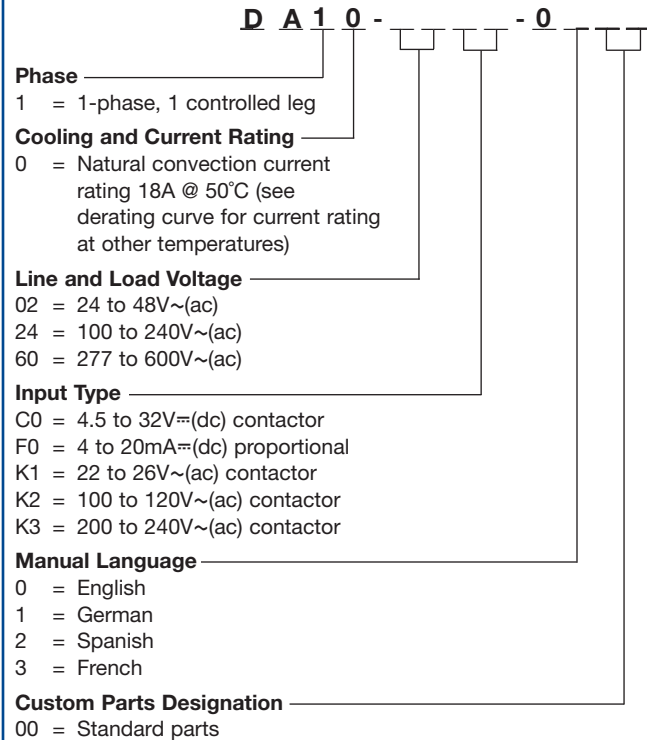 D A 1 0 - - 0
Phase
1 = 1-phase, 1 controlled leg
Cooling and Current Rating
0 = Natural convection current
rating 18A @ 50˚C (see
derating curve for current rating
at other temperatures)
Line and Load Voltage
02 = 24 to 48V~(ac)
24 = 100 to 240V~(ac)
60 = 277 to 600V~(ac)
Input Type
C0 = 4.5 to 32V⎓(dc) contactor
F0 = 4 to 20mA⎓(dc) proportional
K1 = 22 to 26V~(ac) contactor
K2 = 100 to 120V~(ac) contactor
K3 = 200 to 240V~(ac) contactor
Manual Language
0 = English
1 = German
2 = Spanish
3 = French
Custom Parts Designation
00 = Standard parts